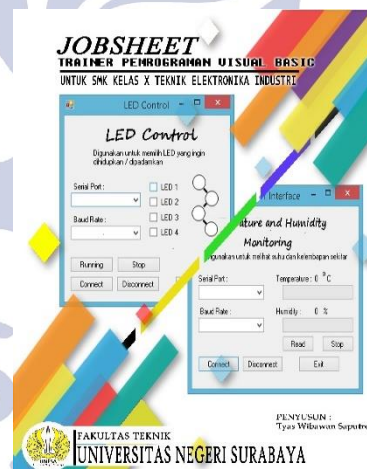 JOBSHEET
TRAINER PEMROGRAMAN VISUAL BASIC
UNTUK SMK KELAS X TEKNIK ELEKTRONIKA INDUSTRI
LED Control
LED Control
Digunakan untuk memilih LED yang ingin
dihidupkan / dipadamkan
Serial Port :
LED 1
LED 2
Baud Rate :
LED 3
LED 4
Running Stop
Connect Disconnect
Interface
ature and Humidity
Monitoring
igunakan untuk melihat suhu dan kelembapan sekitar
Serial Port :
Temperature : 0 °C
Baud Rate :
Humidity : 0 %
Read Stop
Connect Disconnect Exit
PENYUSUN :
Tyas Wibawan Saputro
FAKULTAS TEKNIK
UNIVERSITAS NEGERI SURABAYA